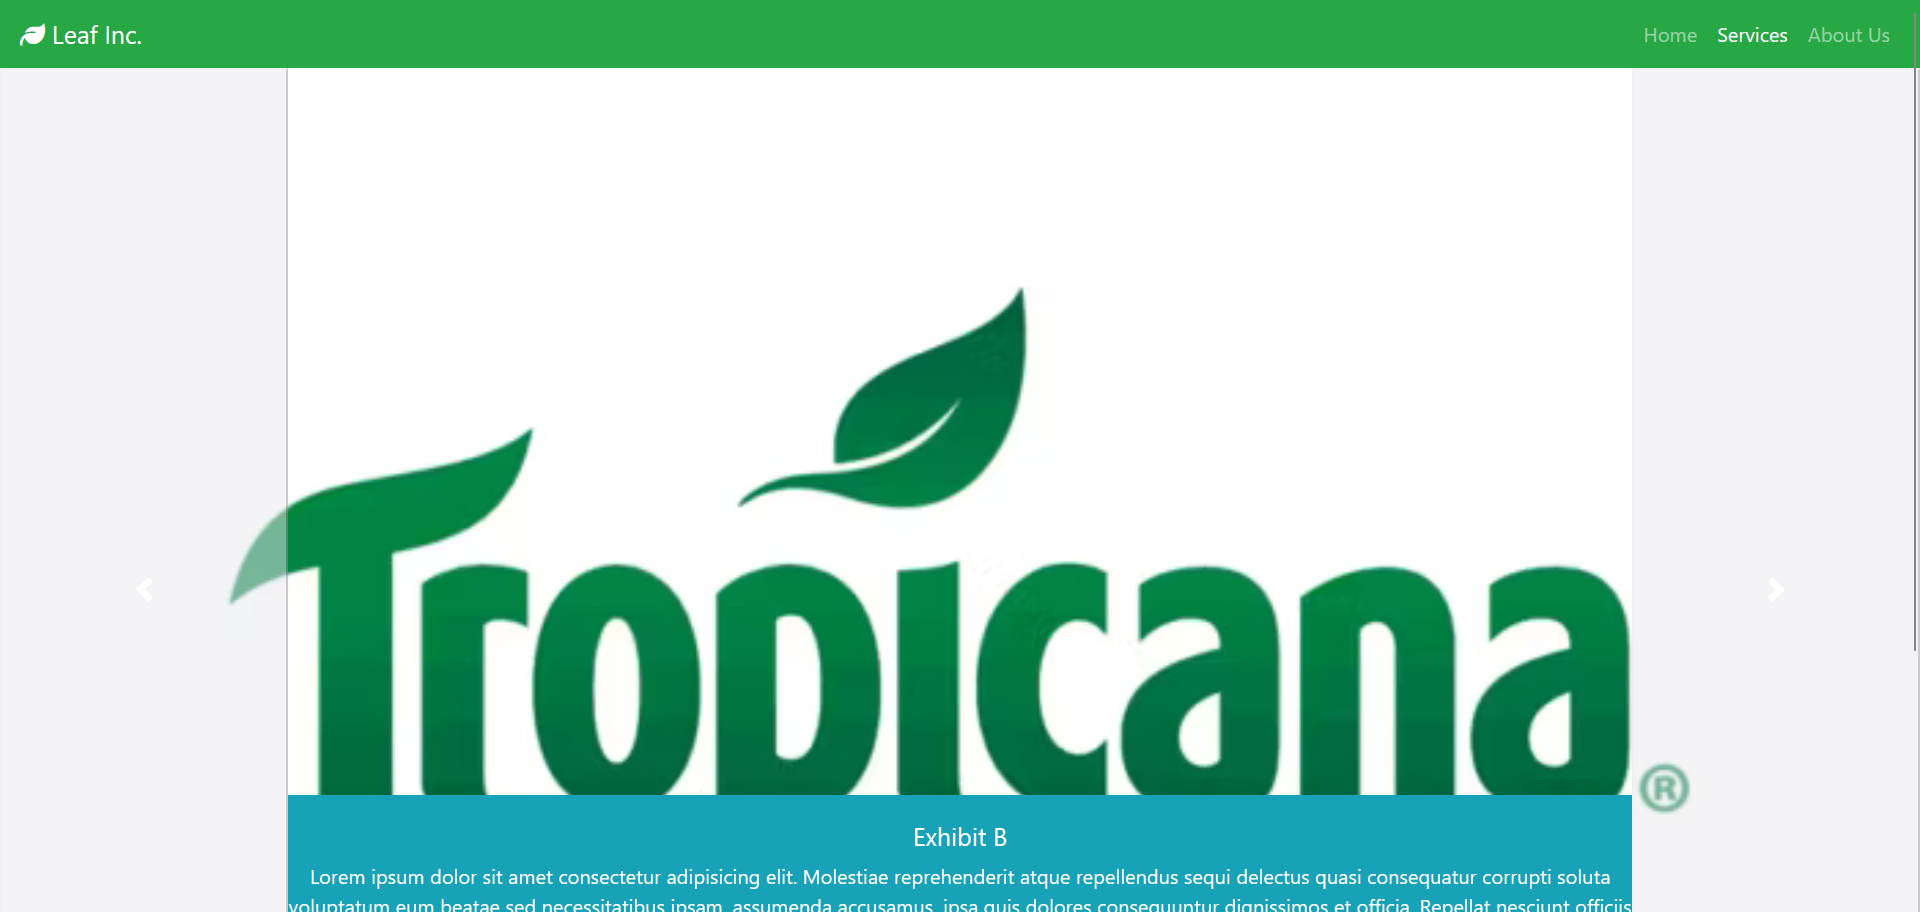 Leaf Inc.
Home Services About Us
Tropicana®
Exhibit B
Lorem ipsum dolor sit amet consectetur adipisicing elit. Molestiae reprehenderit atque repellendus sequi delectus quasi consequatur corrupti soluta
voluptatum eum beatae sed necessitatibus ipsam, assumenda accusamus, ipsa quis dolores consequuntur dignissimos et officia. Repellat nesciunt officiis